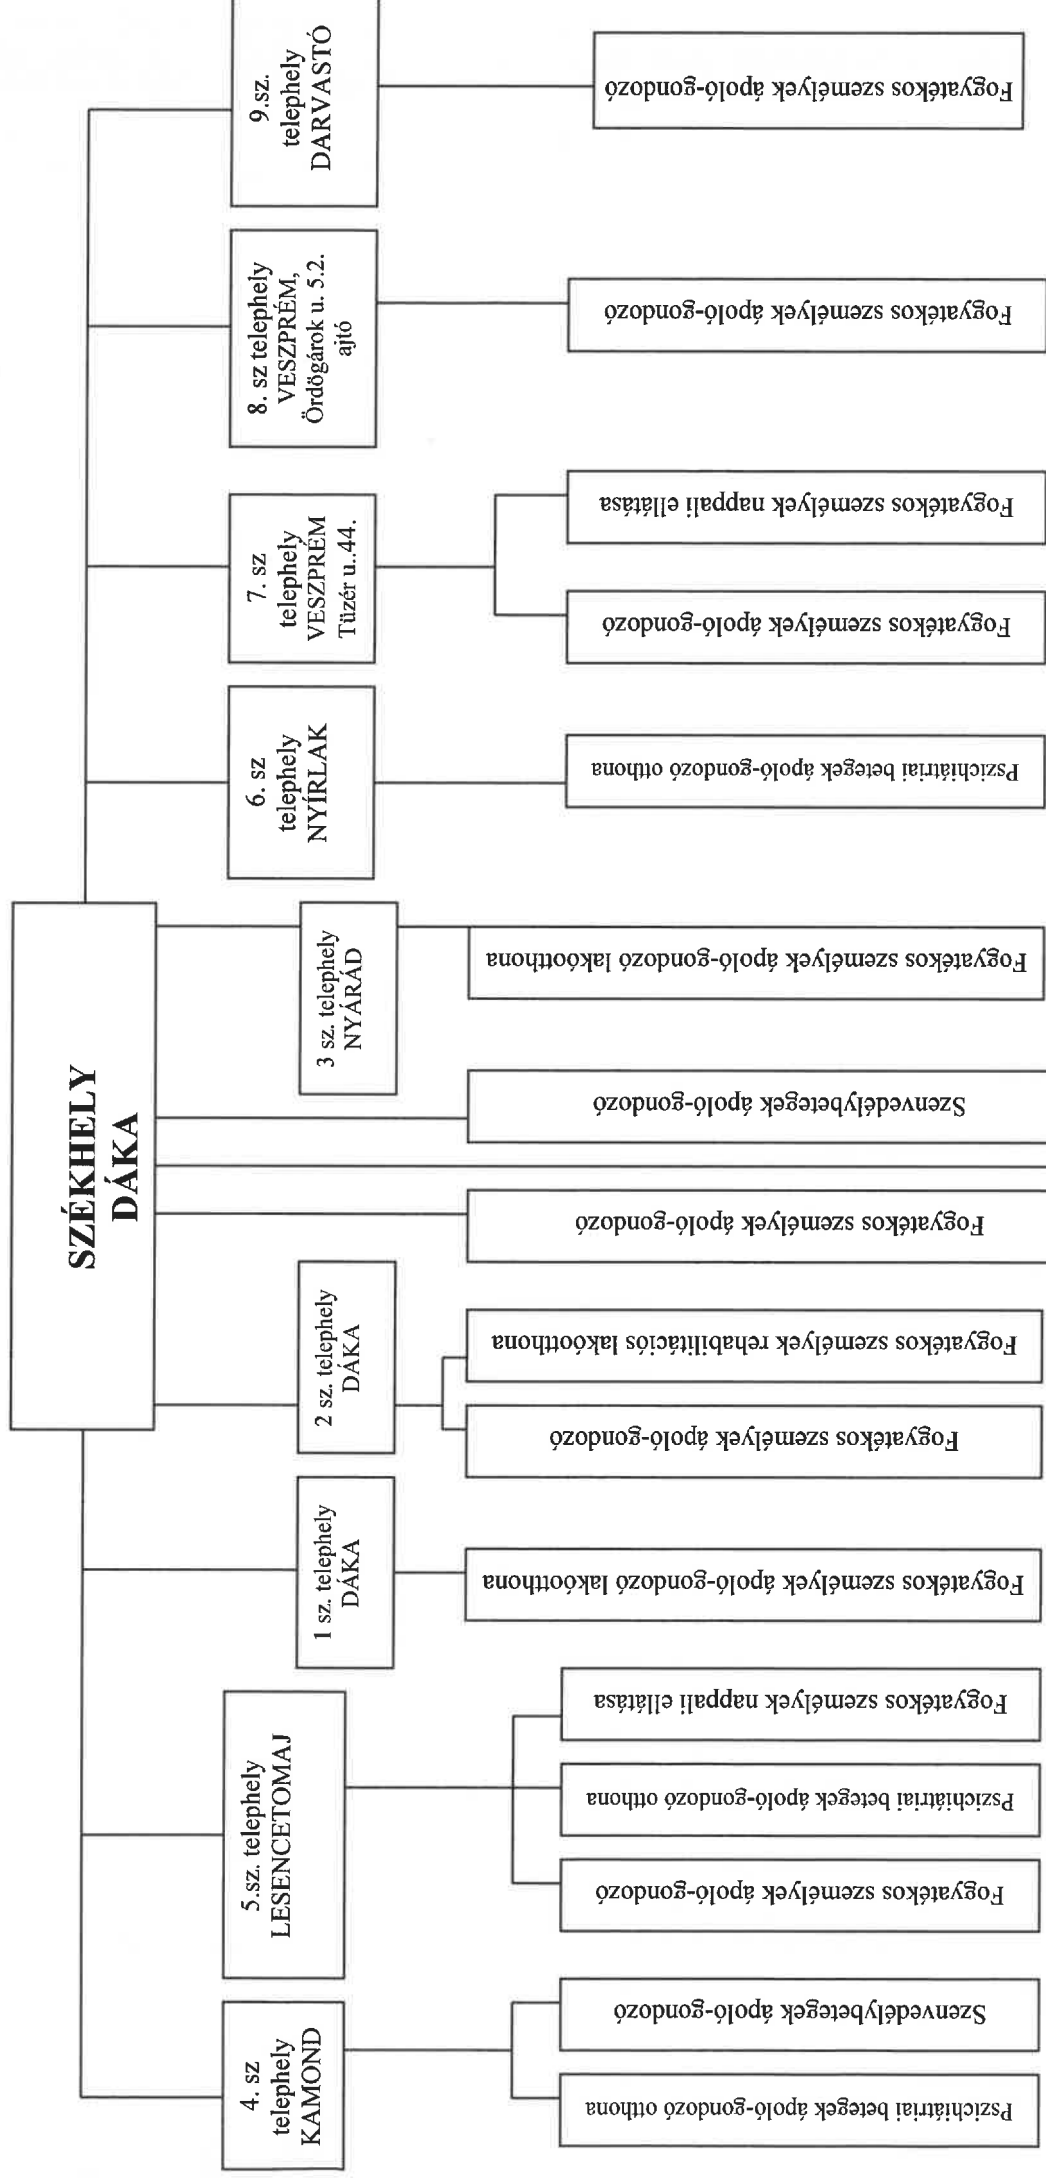 SZÉKHELY
DÁKA
4. sz
telephely
KAMOND
5.sz. telephely
LESENCETOMAJ
1 sz. telephely
DÁKA
2 sz. telephely
DÁKA
3 sz. telephely
NYÁRÁD
6. sz
telephely
NYÍRLAK
7. sz
telephely
VESZPRÉM
Tüzér u..44.
8. sz telephely
VESZPRÉM,
Ördögárok u. 5.2.
ajtó
9.sz.
telephely
DARVASTÓ
Pszichiátriai betegek ápoló-gondozó otthona
Szenvedélybetegek ápoló-gondozó
Fogyatékos személyek ápoló-gondozó
Pszichiátriai betegek ápoló-gondozó otthona
Fogyatékos személyek nappali ellátása
Fogyatékos személyek ápoló-gondozó lakóotthona
Fogyatékos személyek ápoló-gondozó
Fogyatékos személyek rehabilitációs lakóotthona
Fogyatékos személyek ápoló-gondozó
Szenvedélybetegek ápoló-gondozó
Fogyatékos személyek ápoló-gondozó lakóotthona
Pszichiátriai betegek ápoló-gondozó otthona
Fogyatékos személyek ápoló-gondozó
Fogyatékos személyek nappali ellátása
Fogyatékos személyek ápoló-gondozó
Fogyatékos személyek ápoló-gondozó